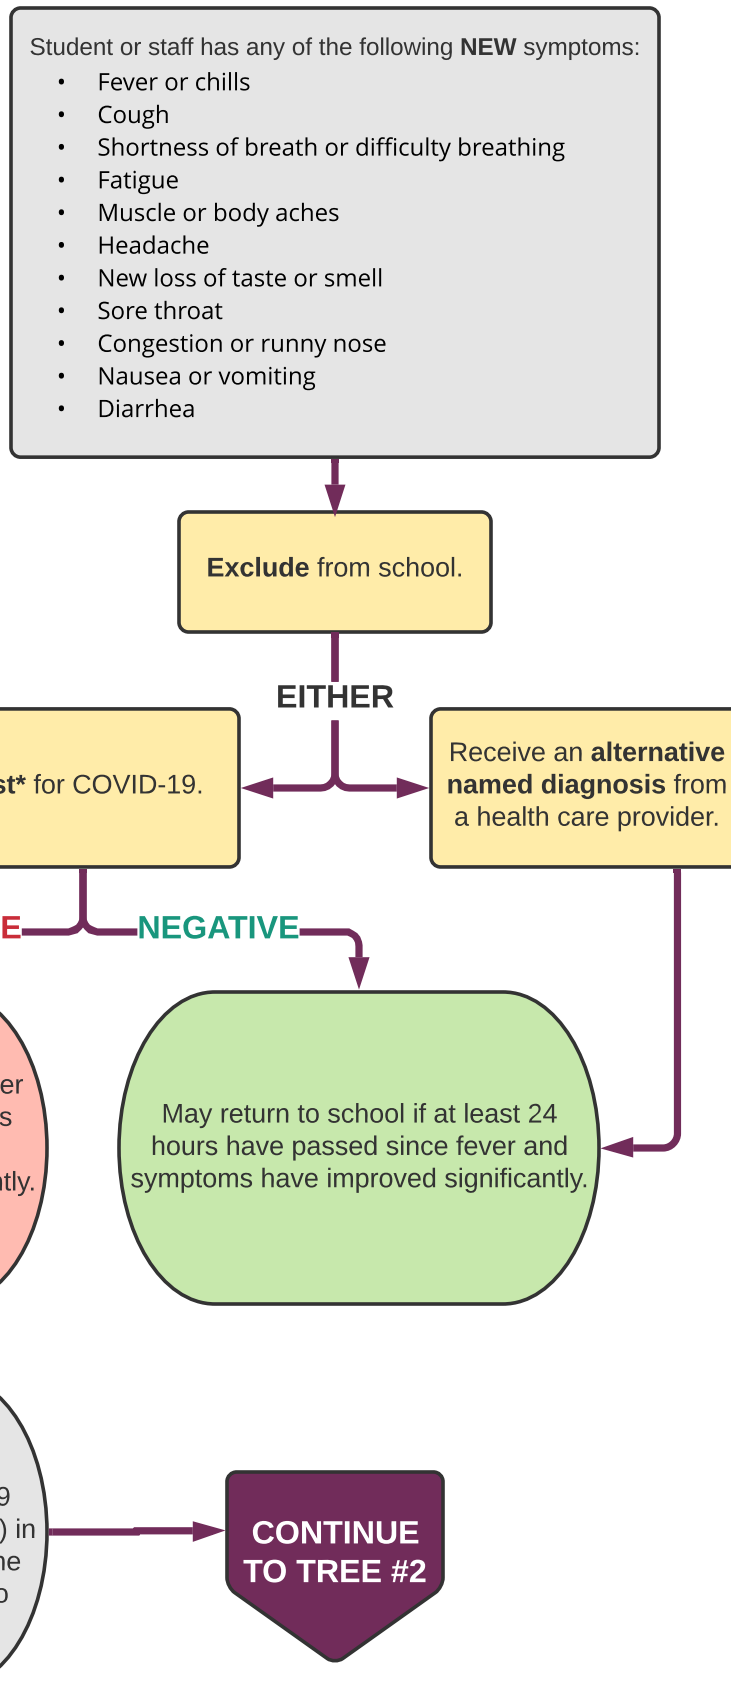 Student or staff has any of the following NEW symptoms:
• Fever or chills
• Cough
• Shortness of breath or difficulty breathing
• Fatigue
• Muscle or body aches
• Headache
• New loss of taste or smell
• Sore throat
• Congestion or runny nose
• Nausea or vomiting
• Diarrhea
Exclude from school.
EITHER
st* for COVID-19.
Receive an alternative
named diagnosis from
a health care provider.
E
NEGATIVE
er
s
ntly.
May return to school if at least 24
hours have passed since fever and
symptoms have improved significantly.
9
) in
ne
o
CONTINUE
TO TREE #2